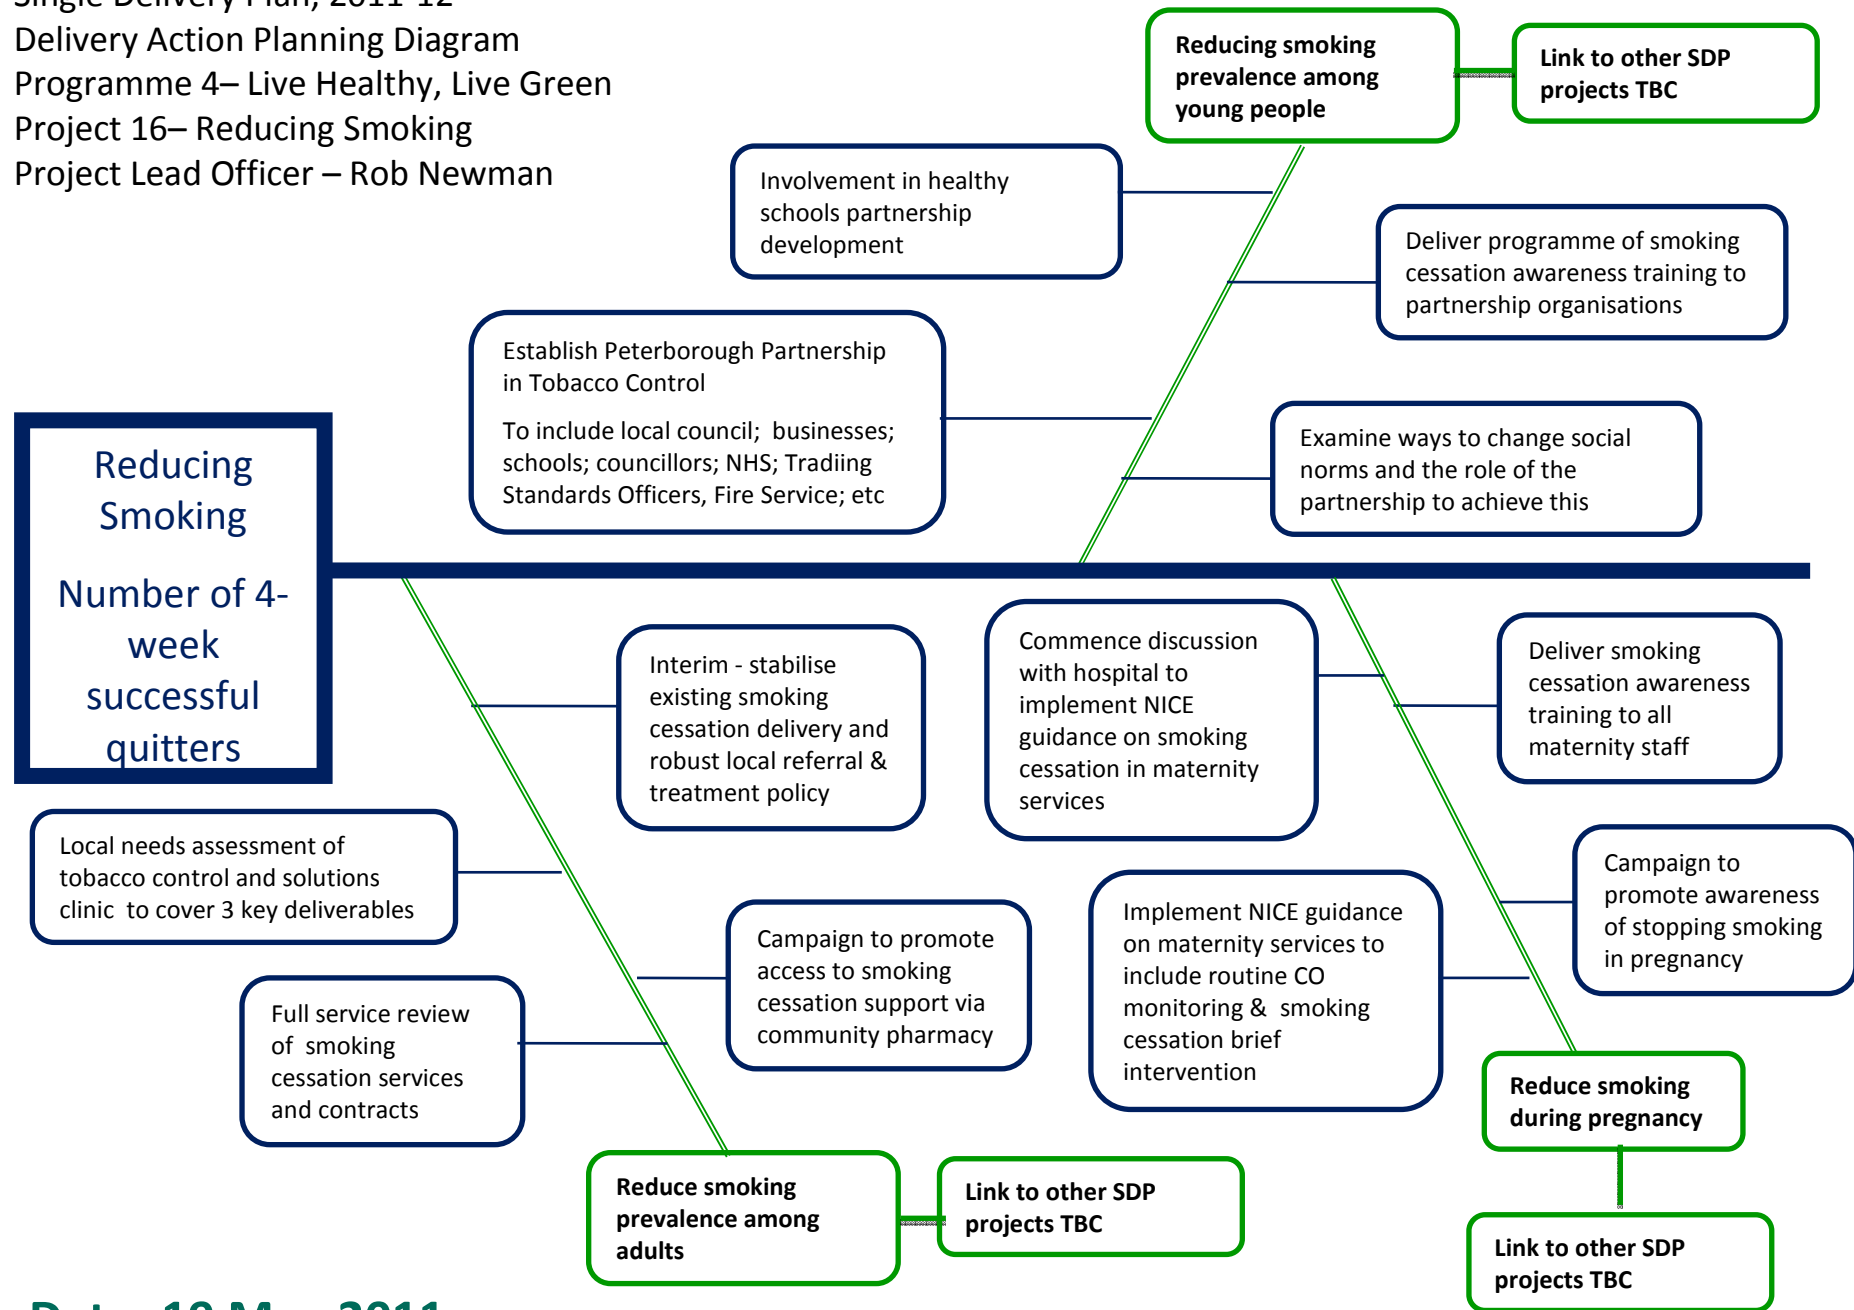 Single Delivery Plan, 2011-12
Delivery Action Planning Diagram
Programme 4– Live Healthy, Live Green
Project 16– Reducing Smoking
Project Lead Officer – Rob Newman
Reducing smoking
prevalence among
young people
Link to other SDP
projects TBC
Involvement in healthy
schools partnership
development
Deliver programme of smoking
cessation awareness training to
partnership organisations
Establish Peterborough Partnership
in Tobacco Control
To include local council; businesses;
schools; councillors; NHS; Tradiing
Standards Officers, Fire Service; etc
Examine ways to change social
norms and the role of the
partnership to achieve this
Reducing
Smoking
Number of 4-
week
successful
quitters
Interim - stabilise
existing smoking
cessation delivery and
robust local referral &
treatment policy
Commence discussion
with hospital to
implement NICE
guidance on smoking
cessation in maternity
services
Deliver smoking
cessation awareness
training to all
maternity staff
Local needs assessment of
tobacco control and solutions
clinic to cover 3 key deliverables
Campaign to promote
access to smoking
cessation support via
community pharmacy
Implement NICE guidance
on maternity services to
include routine CO
monitoring & smoking
cessation brief
intervention
Campaign to
promote awareness
of stopping smoking
in pregnancy
Full service review
of smoking
cessation services
and contracts
Reduce smoking
during pregnancy
Reduce smoking
prevalence among
adults
Link to other SDP
projects TBC
Link to other SDP
projects TBC